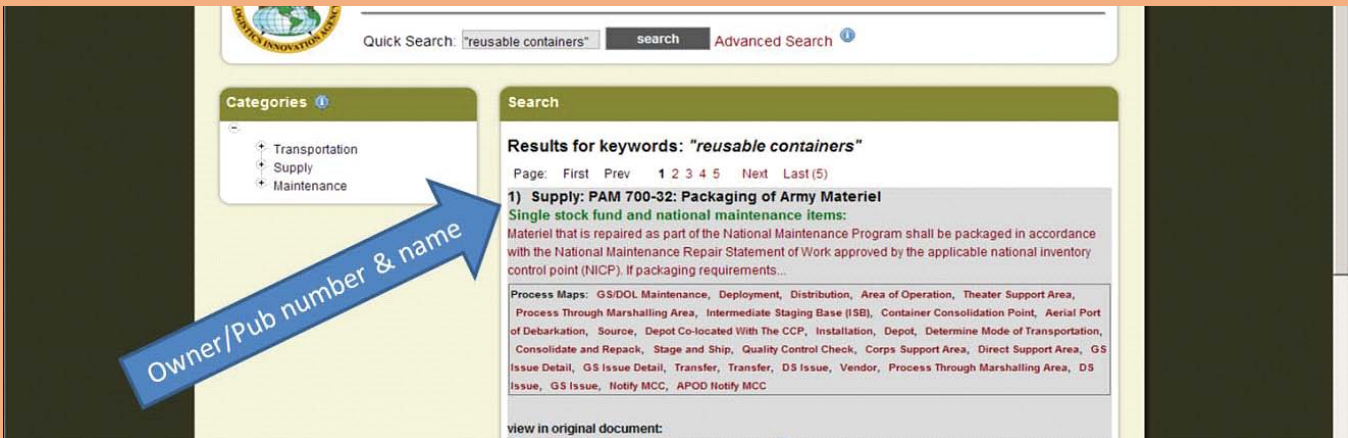 LOGISTICS INNOVATION AGENCY
Quick Search: "reusable containers" search Advanced Search
Categories
Transportation
Supply
Maintenance
Owner/Pub number & name
Search
Results for keywords: "reusable containers"
Page: First Prev 1 2 3 4 5 Next Last (5)
1) Supply: PAM 700-32: Packaging of Army Materiel
Single stock fund and national maintenance items:
Materiel that is repaired as part of the National Maintenance Program shall be packaged in accordance
with the National Maintenance Repair Statement of Work approved by the applicable national inventory
control point (NICP). If packaging requirements...
Process Maps: GS/DOL Maintenance, Deployment, Distribution, Area of Operation, Theater Support Area,
Process Through Marshalling Area, Intermediate Staging Base (ISB), Container Consolidation Point, Aerial Port
of Debarkation, Source, Depot Co-located With The CCP, Installation, Depot, Determine Mode of Transportation,
Consolidate and Repack, Stage and Ship, Quality Control Check, Corps Support Area, Direct Support Area, GS
Issue Detail, GS Issue Detail, Transfer, Transfer, DS Issue, Vendor, Process Through Marshalling Area, DS
Issue, GS Issue, Notify MCC, APOD Notify MCC
view in original document: